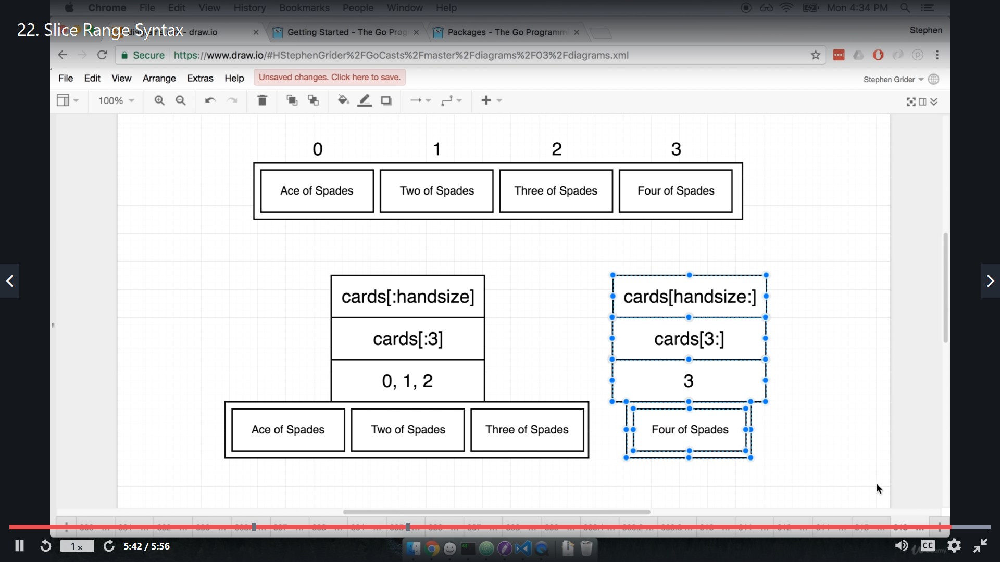 Chrome File Edit View History Bookmarks People Window Help Mon 4:34 PM
22. Slice Range Syntax
- draw.io Getting Started - The Go Prog Packages - The Go Programm Stephen
Secure https://www.draw.io/#HStephenGrider%2FGoCasts%2Fmaster%2Fdiagrams%2F03%2Fdiagrams.xml
File Edit View Arrange Extras Help Unsaved changes. Click here to save. Stephen Grider
100%
0 1 2 3
Ace of Spades Two of Spades Three of Spades Four of Spades
cards[:handsize] cards[handsize:]
cards[:3] cards[3:]
0, 1, 2 3
Ace of Spades Two of Spades Three of Spades Four of Spades
1x 5:42 / 5:56 CC